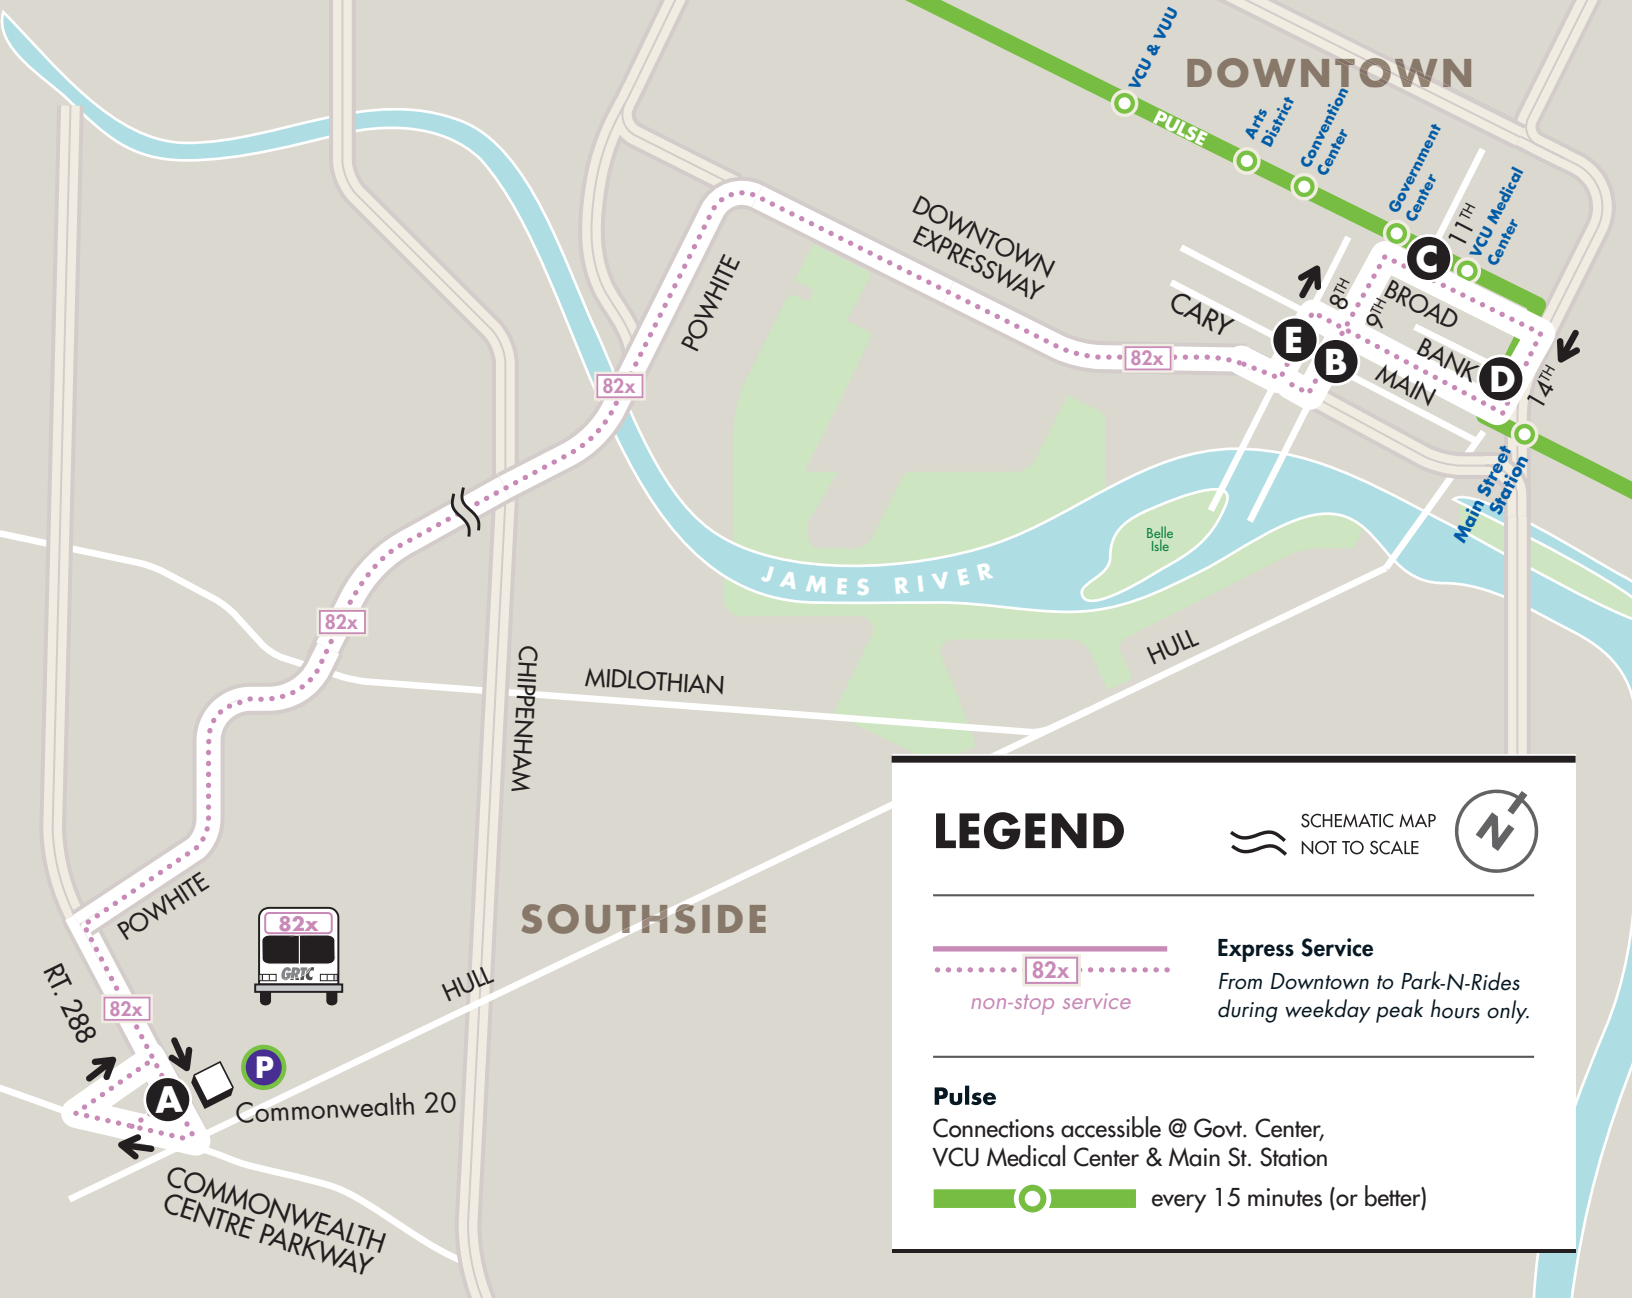 DOWNTOWN
VCU & VUU
PULSE
Arts
District
Convention
Center
Government
Center
11TH
VCU Medical
Center
C
DOWNTOWN
EXPRESSWAY
POWHITE
CARY
8TH
9TH
BROAD
BANK
MAIN
14TH
E
B
D
82x
82x
Main Street
Station
Belle
Isle
JAMES RIVER
82x
HULL
CHIPPENHAM
MIDLOTHIAN
POWHITE
SOUTHSIDE
82x
GRTC
HULL
RT. 288
82x
P
A
Commonwealth 20
COMMONWEALTH
CENTRE PARKWAY
LEGEND
SCHEMATIC MAP
NOT TO SCALE
N
82x
non-stop service
Express Service
From Downtown to Park-N-Rides
during weekday peak hours only.
Pulse
Connections accessible @ Govt. Center,
VCU Medical Center & Main St. Station
every 15 minutes (or better)